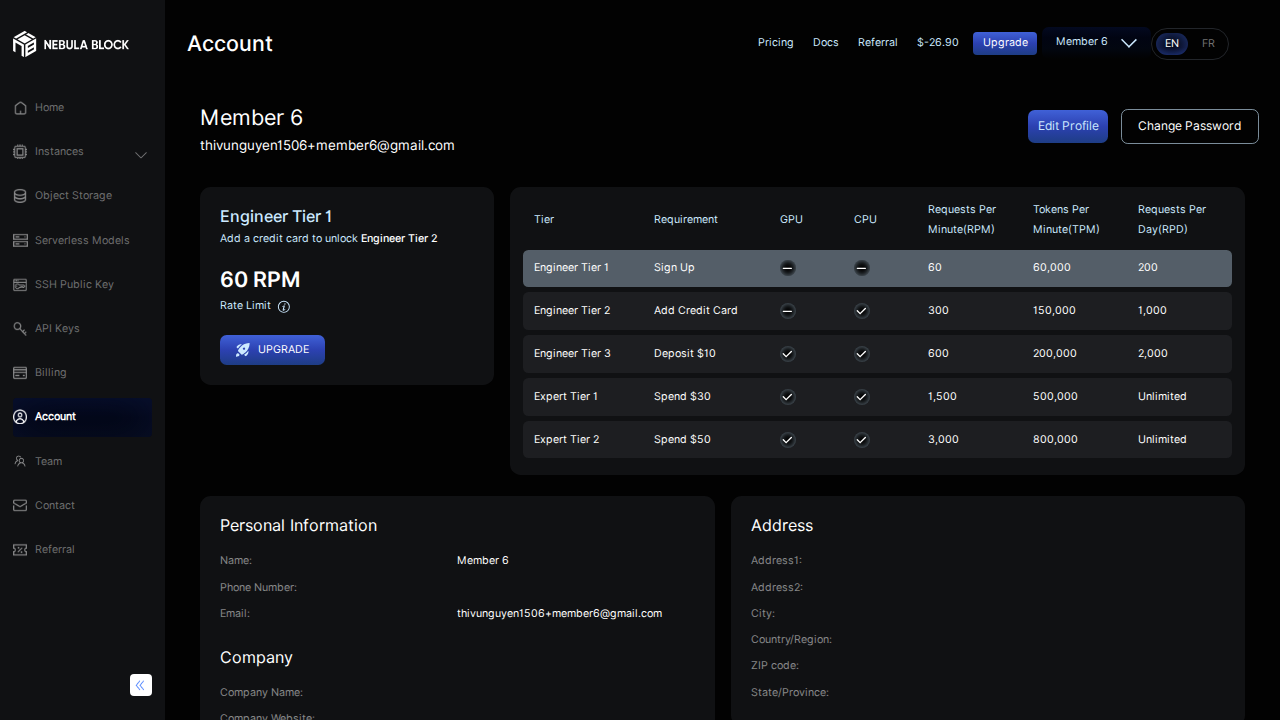 NEBULA BLOCK
Home
Instances
Object Storage
Serverless Models
SSH Public Key
API Keys
Billing
Account
Team
Contact
Referral
Account
Pricing Docs Referral $-26.90 Upgrade Member 6 EN FR
Member 6
thivunguyen1506+member6@gmail.com
Edit Profile Change Password
Engineer Tier 1
Add a credit card to unlock Engineer Tier 2
60 RPM
Rate Limit
UPGRADE
Tier Requirement GPU CPU Requests Per Minute(RPM) Tokens Per Minute(TPM) Requests Per Day(RPD)
Engineer Tier 1 Sign Up 60 60,000 200
Engineer Tier 2 Add Credit Card 300 150,000 1,000
Engineer Tier 3 Deposit $10 600 200,000 2,000
Expert Tier 1 Spend $30 1,500 500,000 Unlimited
Expert Tier 2 Spend $50 3,000 800,000 Unlimited
Personal Information
Name: Member 6
Phone Number:
Email: thivunguyen1506+member6@gmail.com
Company
Company Name:
Company Website:
Address
Address1:
Address2:
City:
Country/Region:
ZIP code:
State/Province: